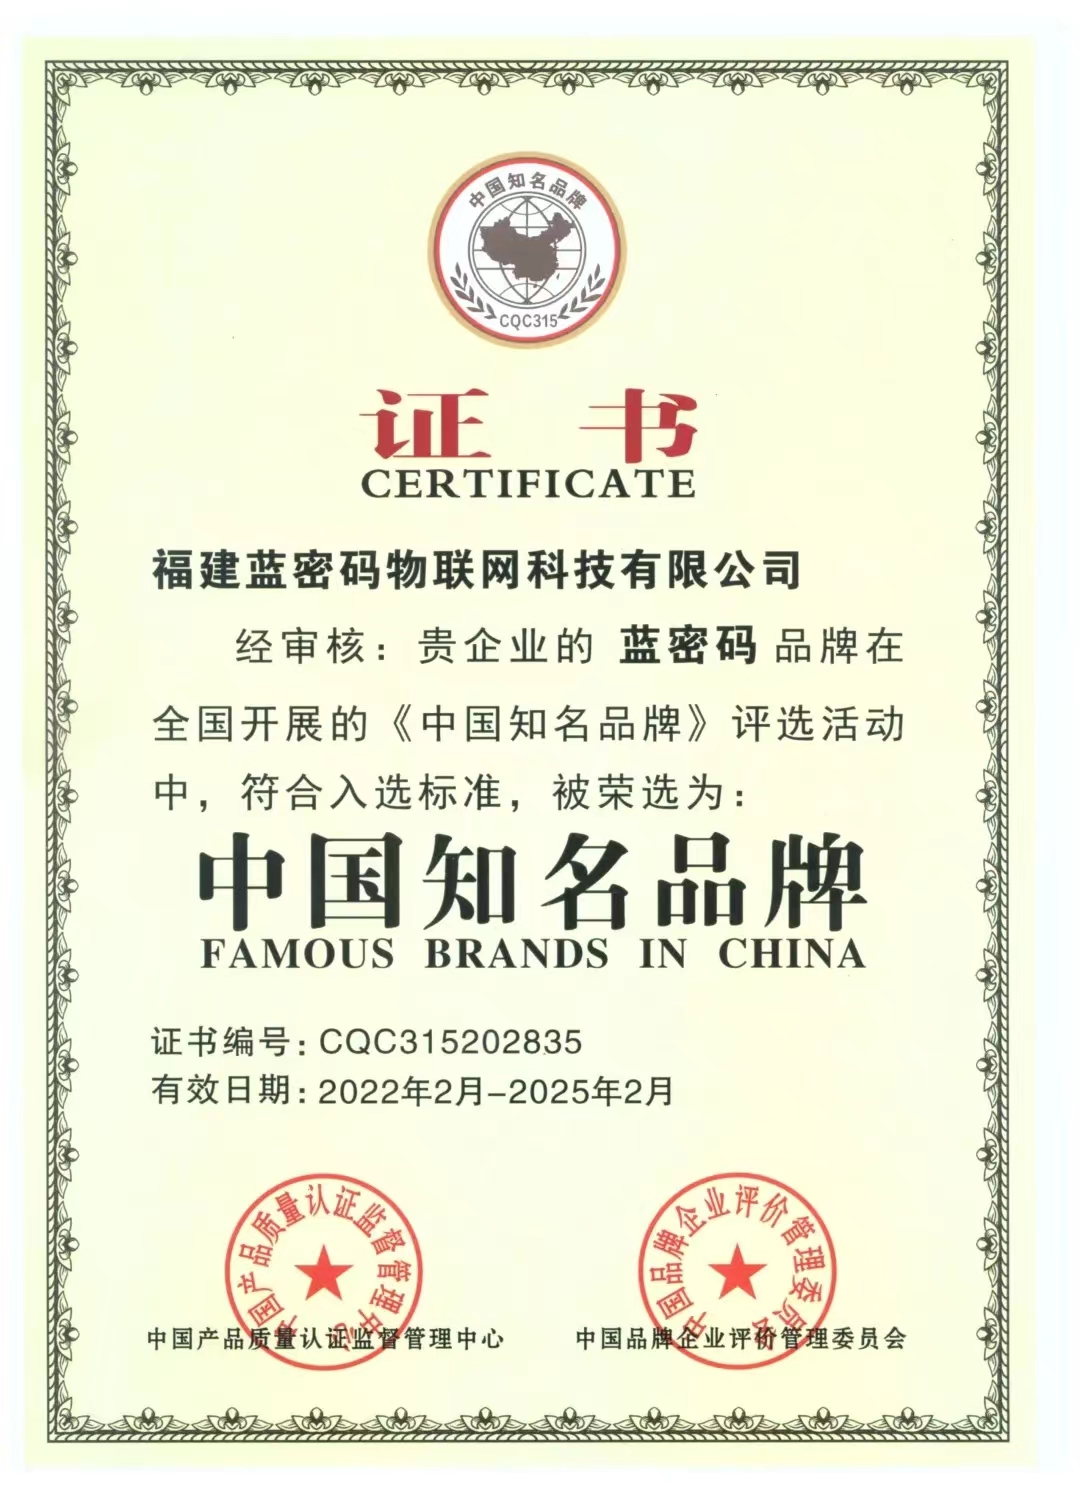 中国知名品牌
CQC315
证书
CERTIFICATE
福建蓝密码物联网科技有限公司
经审核：贵企业的 蓝密码 品牌在
全国开展的《中国知名品牌》评选活动
中，符合入选标准，被荣选为：
中国知名品牌
FAMOUS BRANDS IN CHINA
证书编号：CQC315202835
有效日期：2022年2月-2025年2月
中国产品质量认证监督管理中心
中国品牌企业评价管理委员会
中国产品质量认证监督管理中心
中国品牌企业评价管理委员会